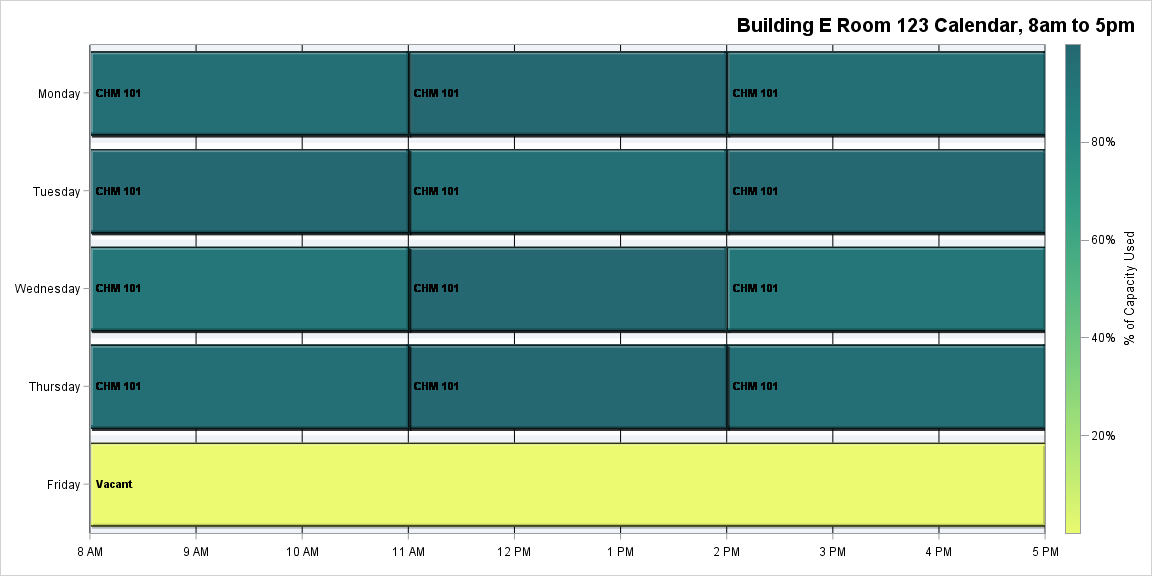 Building E Room 123 Calendar, 8am to 5pm
Monday
CHM 101
CHM 101
CHM 101
Tuesday
CHM 101
CHM 101
CHM 101
Wednesday
CHM 101
CHM 101
CHM 101
Thursday
CHM 101
CHM 101
CHM 101
Friday
Vacant
8 AM
9 AM
10 AM
11 AM
12 PM
1 PM
2 PM
3 PM
4 PM
5 PM
80%
60%
40%
20%
% of Capacity Used